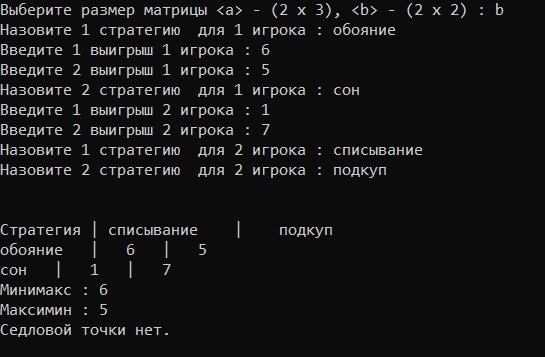 Выберите размер матрицы <a> - (2 x 3), <b> - (2 x 2) : b
Назовите 1 стратегию  для 1 игрока : обояние
Введите 1 выигрыш 1 игрока : 6
Введите 2 выигрыш 1 игрока : 5
Назовите 2 стратегию  для 1 игрока : сон
Введите 1 выигрыш 2 игрока : 1
Введите 2 выигрыш 2 игрока : 7
Назовите 1 стратегию  для 2 игрока : списывание
Назовите 2 стратегию  для 2 игрока : подкуп
Стратегия | списывание    |    подкуп
обояние   |   6   |   5
сон   |   1   |   7
Минимакс : 6
Максимин : 5
Седловой точки нет.